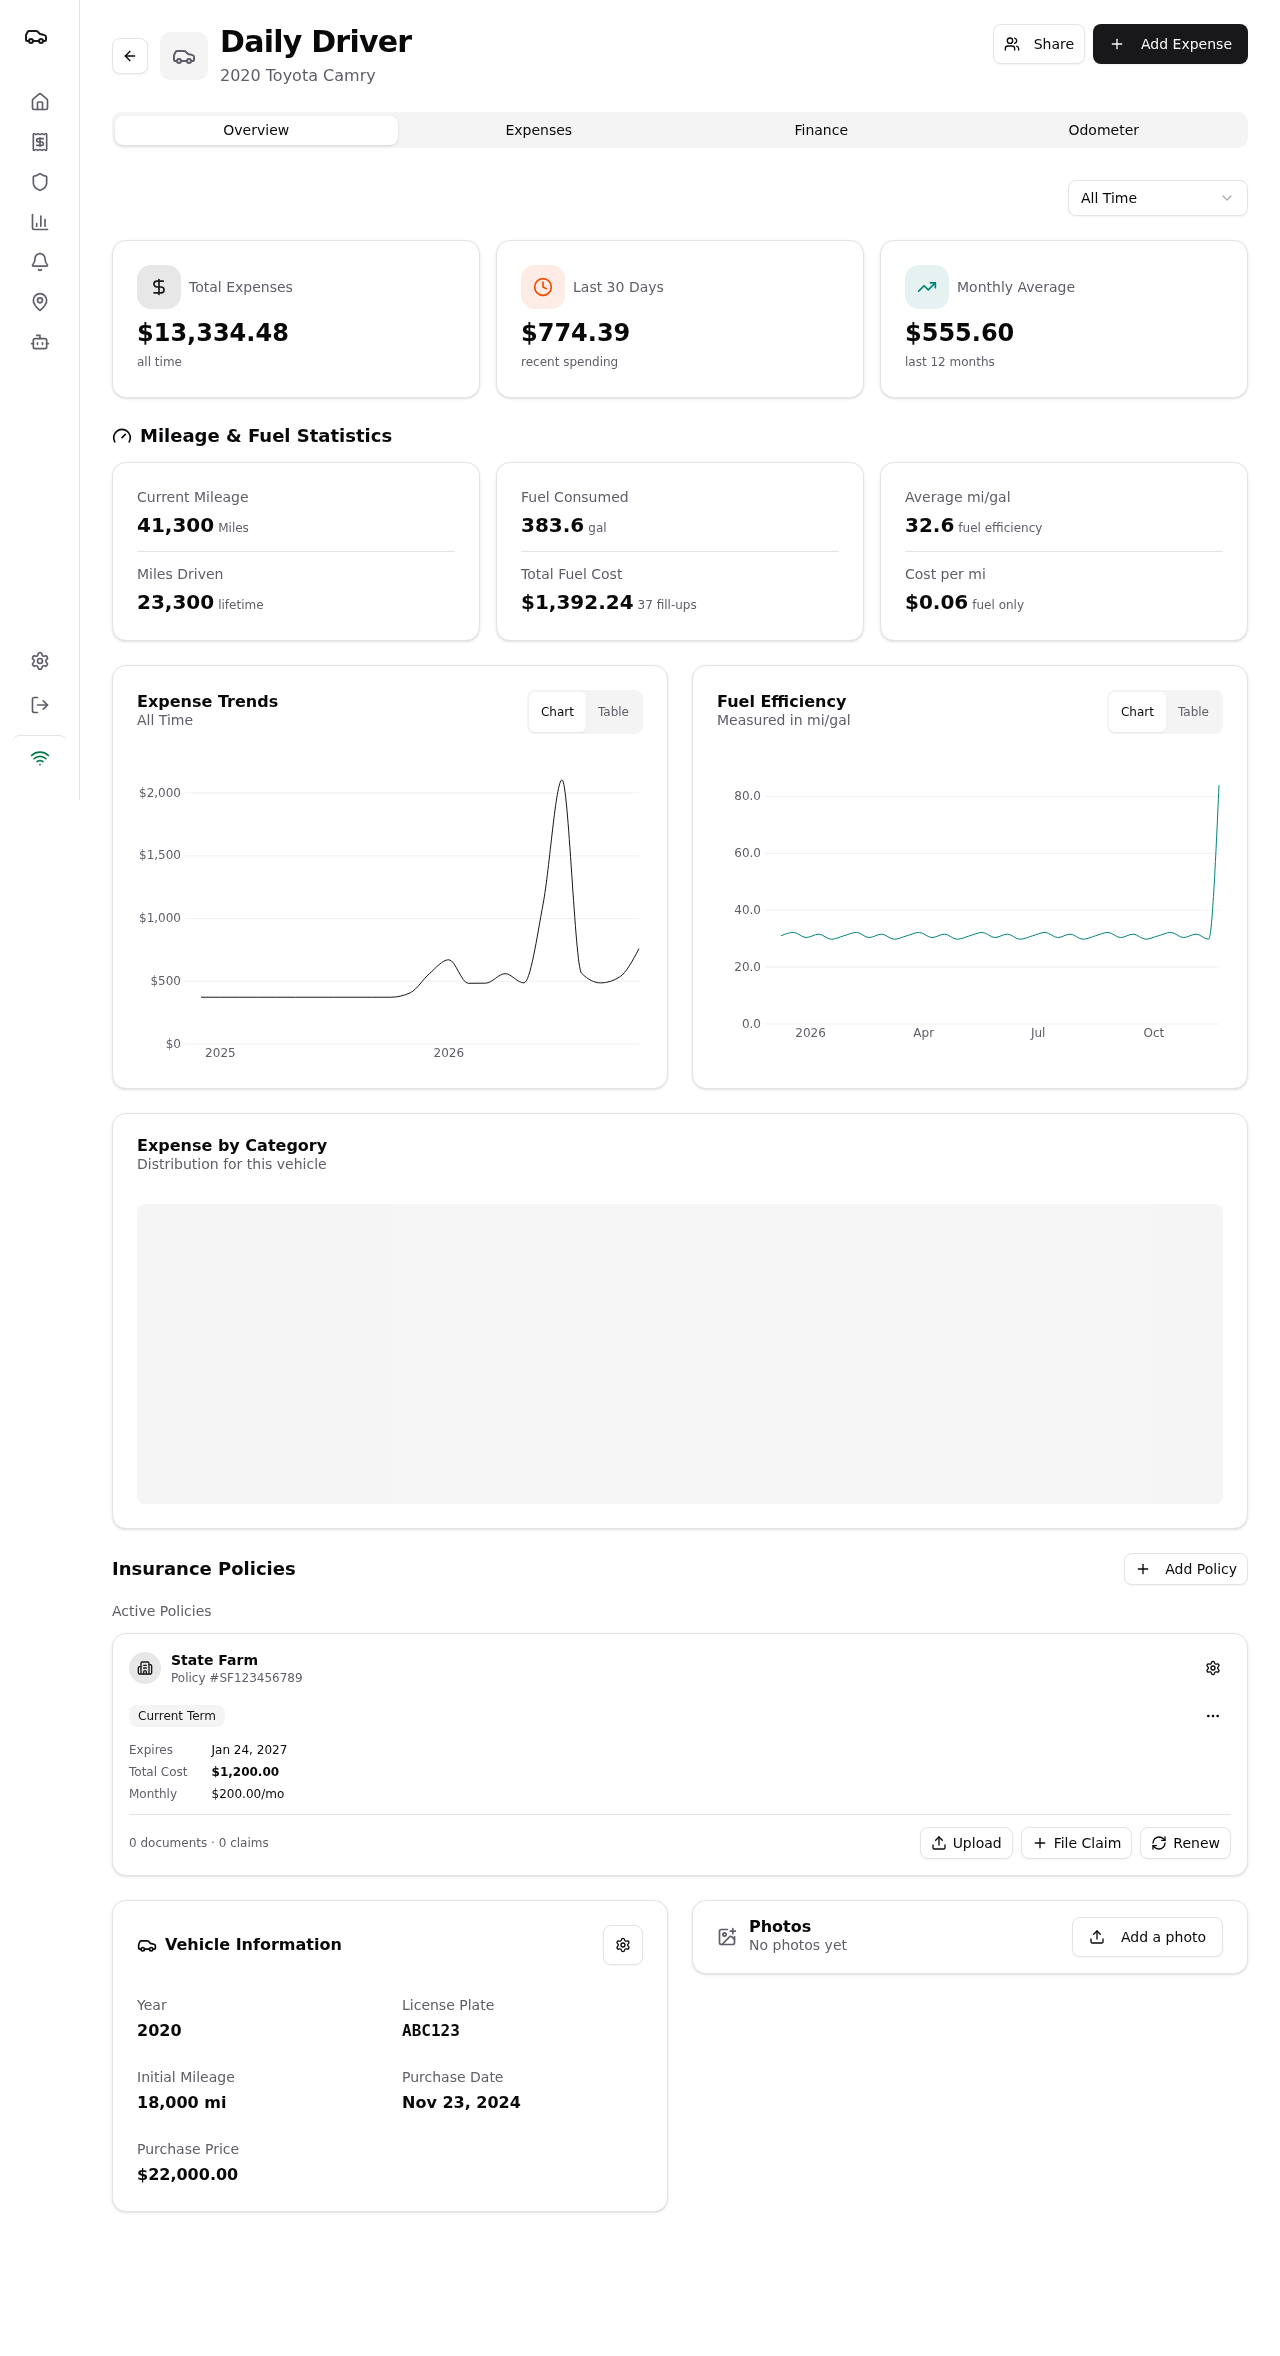 Daily Driver
2020 Toyota Camry
Share
Add Expense
Overview
Expenses
Finance
Odometer
All Time
Total Expenses
$13,334.48
all time
Last 30 Days
$774.39
recent spending
Monthly Average
$555.60
last 12 months
Mileage & Fuel Statistics
Current Mileage
41,300 Miles
Miles Driven
23,300 lifetime
Fuel Consumed
383.6 gal
Total Fuel Cost
$1,392.24 37 fill-ups
Average mi/gal
32.6 fuel efficiency
Cost per mi
$0.06 fuel only
Expense Trends
All Time
Chart
Table
$2,000
$1,500
$1,000
$500
$0
2025
2026
Fuel Efficiency
Measured in mi/gal
Chart
Table
80.0
60.0
40.0
20.0
0.0
2026
Apr
Jul
Oct
Expense by Category
Distribution for this vehicle
Insurance Policies
Add Policy
Active Policies
State Farm
Policy #SF123456789
Current Term
Expires Jan 24, 2027
Total Cost $1,200.00
Monthly $200.00/mo
0 documents · 0 claims
Upload
File Claim
Renew
Vehicle Information
Year
2020
License Plate
ABC123
Initial Mileage
18,000 mi
Purchase Date
Nov 23, 2024
Purchase Price
$22,000.00
Photos
No photos yet
Add a photo